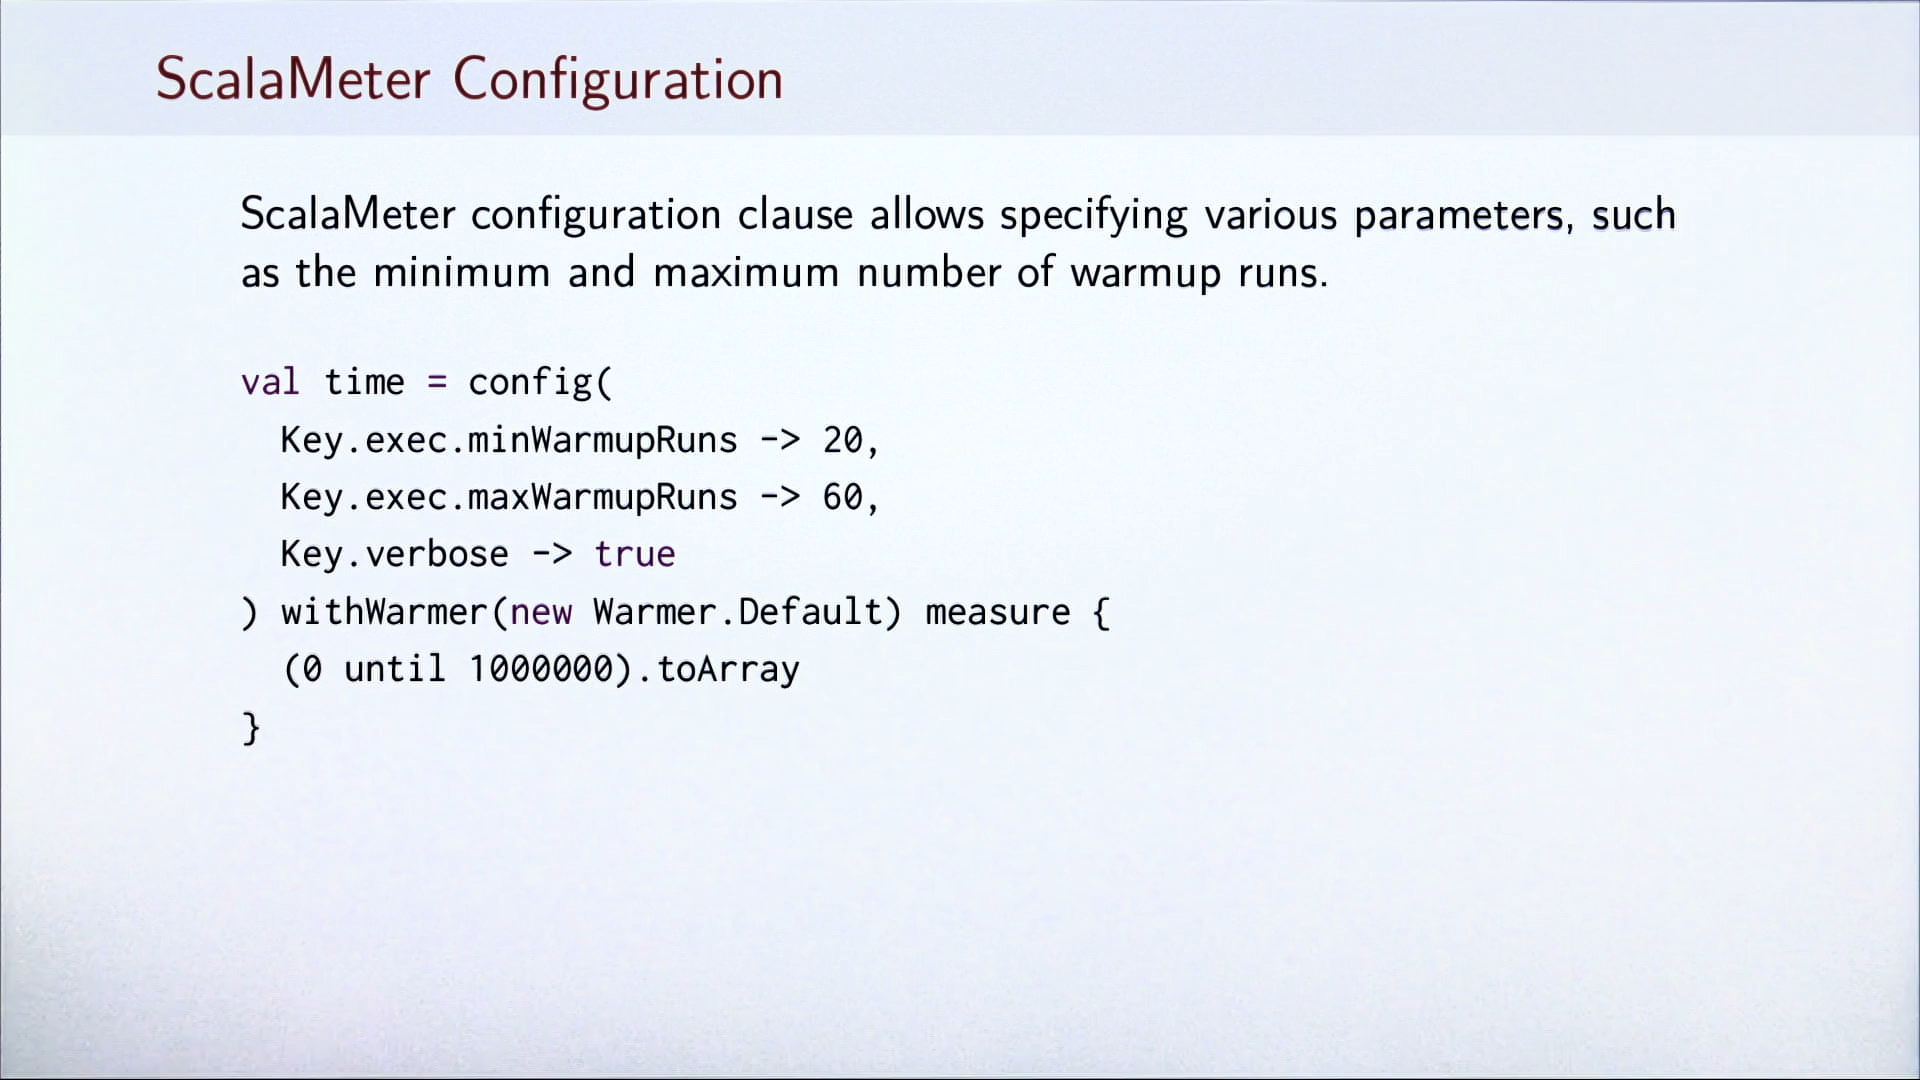 ScalaMeter Configuration
ScalaMeter configuration clause allows specifying various parameters, such
as the minimum and maximum number of warmup runs.
val time = config(
  Key.exec.minWarmupRuns -> 20,
  Key.exec.maxWarmupRuns -> 60,
  Key.verbose -> true
) withWarmer(new Warmer.Default) measure {
  (0 until 1000000).toArray
}